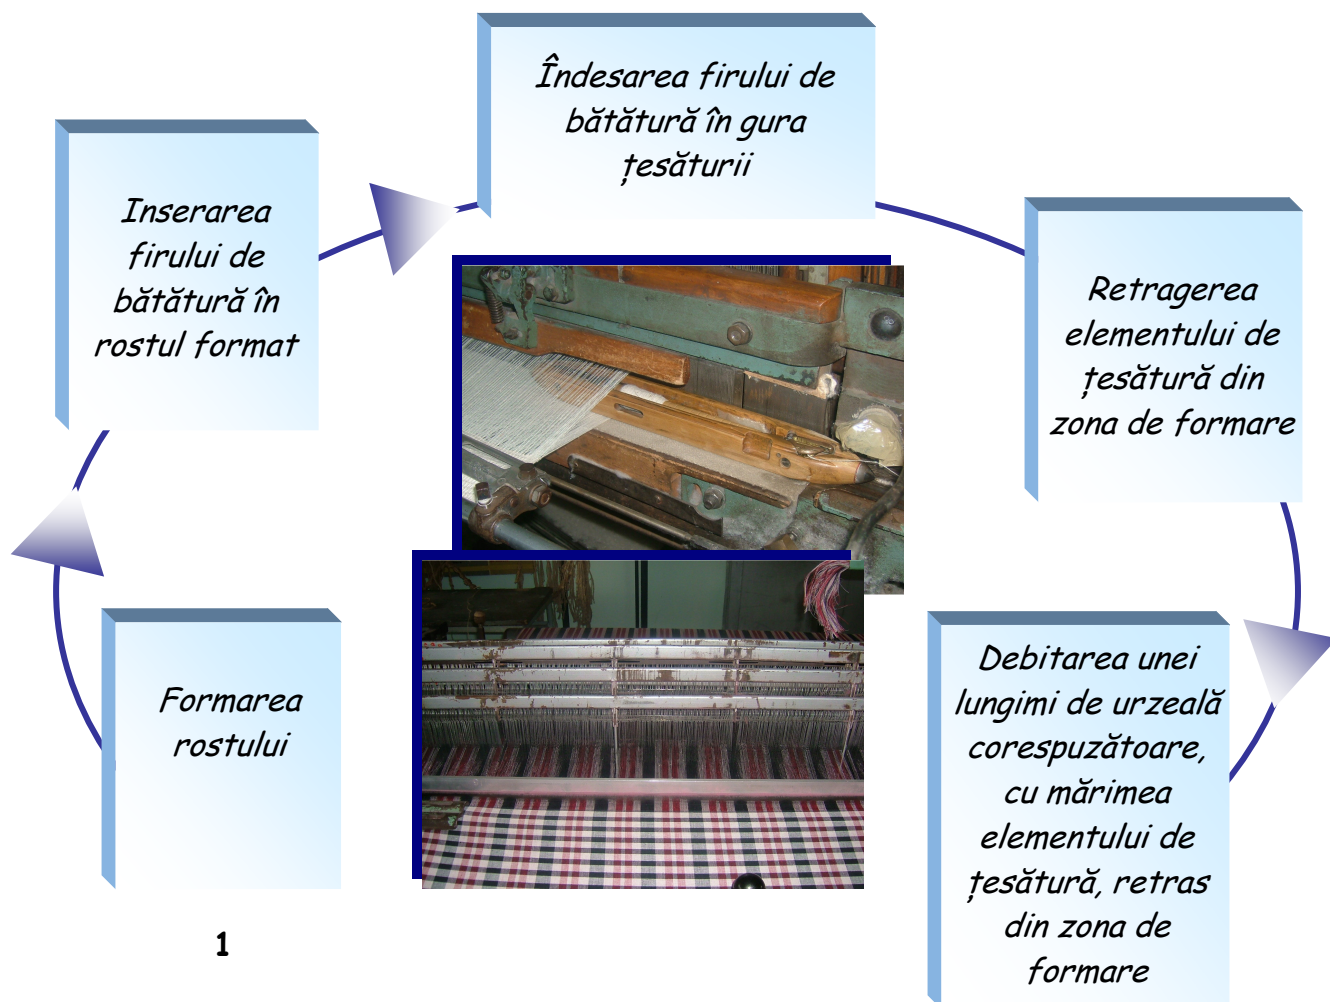 Formarea
rostului
1
Inserarea
firului de
bătătură în
rostul format
Îndesarea firului de
bătătură în gura
țesăturii
Retragerea
elementului de
țesătură din
zona de formare
Debitarea unei
lungimi de urzeală
corespuzătoare,
cu mărimea
elementului de
țesătură, retras
din zona de
formare